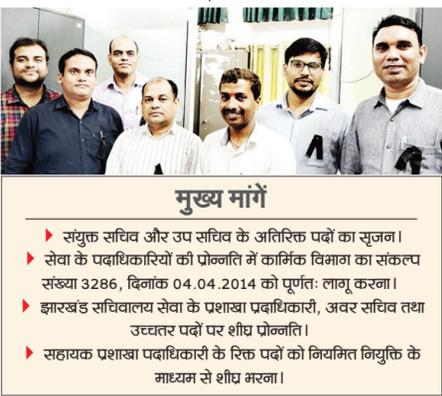 मुख्य मांगें
संयुक्त सचिव और उप सचिव के अतिरिक्त पदों का सृजन।
सेवा के पदाधिकारियों की प्रोन्नति में कार्मिक विभाग का संकल्प
संख्या 3286, दिनांक 04.04.2014 को पूर्णतः लागू करना।
झारखंड सचिवालय सेवा के प्रशाखा प्रदाधिकारी, अवर सचिव तथा
उच्चतर पदों पर शीघ्र प्रोन्नति।
सहायक प्रशाखा पदाधिकारी के रिक्त पदों को नियमित नियुक्ति के
माध्यम से शीघ्र भरना।